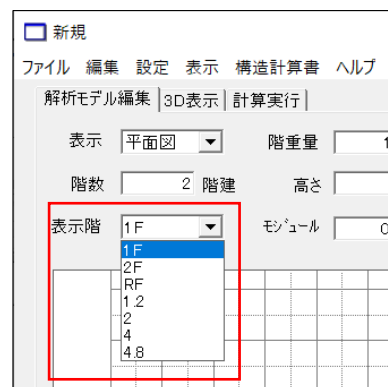 新規
ファイル 編集 設定 表示 構造計算書 ヘルプ
解析モデル編集 3D表示 計算実行
表示 平面図 階重量 1
階数 2 階建 高さ
表示階 1F ﾓｼﾞｭｰﾙ 0
1F
2F
RF
1.2
2
4
4.8